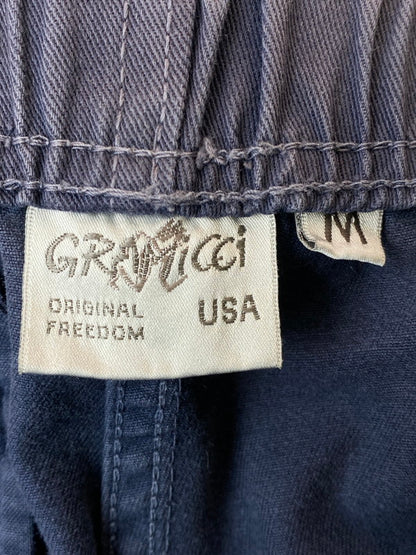 GRAMICCI
ORIGINAL USA
FREEDOM
M